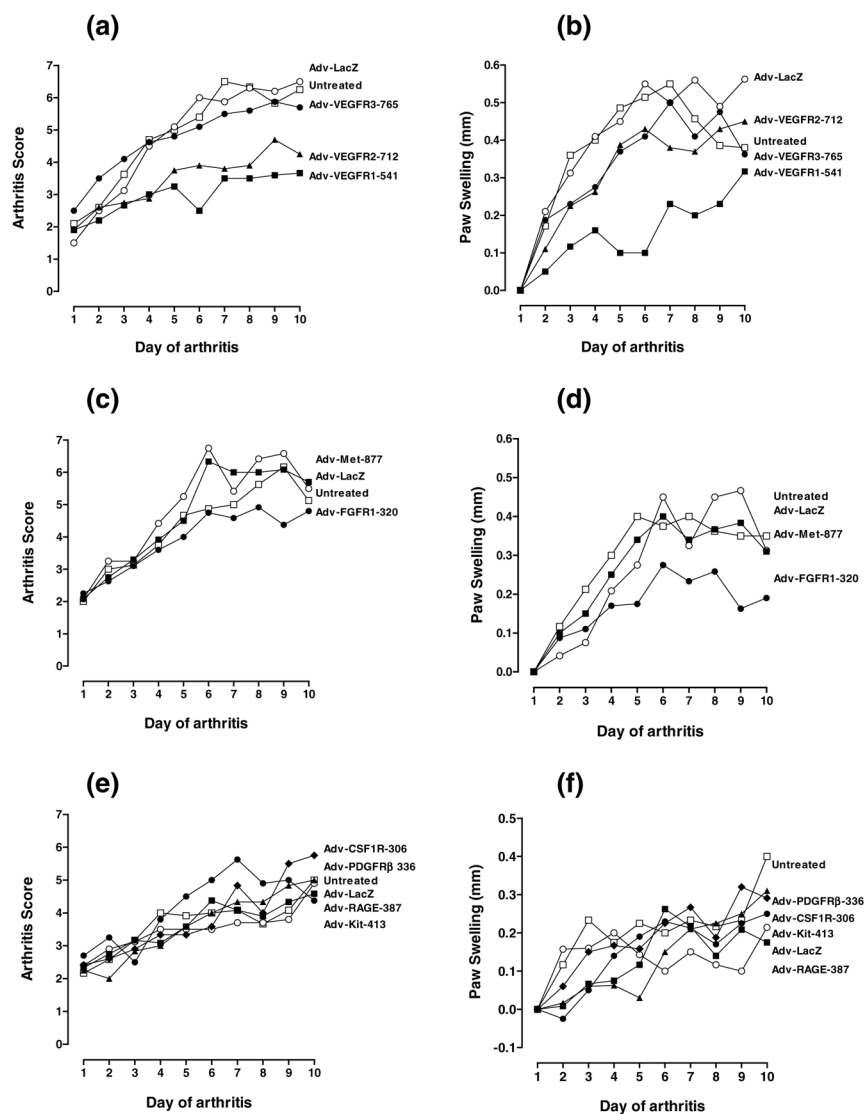 (a)
7
6
5
4
3
2
1
0
Arthritis Score
1 2 3 4 5 6 7 8 9 10
Day of arthritis
Adv-LacZ
Untreated
Adv-VEGFR3-765
Adv-VEGFR2-712
Adv-VEGFR1-541
(b)
0.6
0.5
0.4
0.3
0.2
0.1
0.0
Paw Swelling (mm)
1 2 3 4 5 6 7 8 9 10
Day of arthritis
Adv-LacZ
Adv-VEGFR2-712
Untreated
Adv-VEGFR3-765
Adv-VEGFR1-541
(c)
7
6
5
4
3
2
1
0
Arthritis Score
1 2 3 4 5 6 7 8 9 10
Day of arthritis
Adv-Met-877
Adv-LacZ
Untreated
Adv-FGFR1-320
(d)
0.6
0.5
0.4
0.3
0.2
0.1
0.0
Paw Swelling (mm)
1 2 3 4 5 6 7 8 9 10
Day of arthritis
Untreated
Adv-LacZ
Adv-Met-877
Adv-FGFR1-320
(e)
7
6
5
4
3
2
1
0
Arthritis Score
1 2 3 4 5 6 7 8 9 10
Day of arthritis
Adv-CSF1R-306
Adv-PDGFRβ 336
Untreated
Adv-LacZ
Adv-RAGE-387
Adv-Kit-413
(f)
0.5
0.4
0.3
0.2
0.1
0.0
-0.1
Paw Swelling (mm)
1 2 3 4 5 6 7 8 9 10
Day of arthritis
Untreated
Adv-PDGFRβ-336
Adv-CSF1R-306
Adv-Kit-413
Adv-LacZ
Adv-RAGE-387